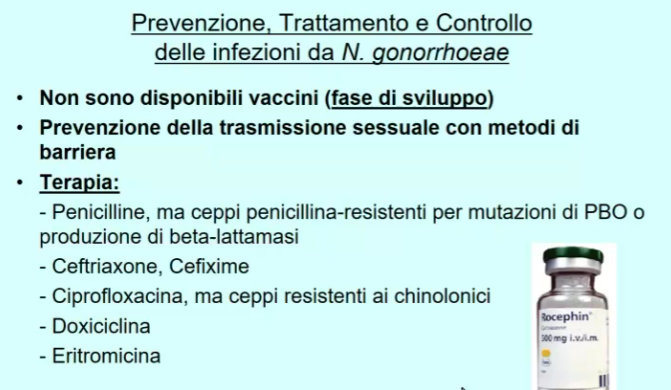 Prevenzione, Trattamento e Controllo
delle infezioni da N. gonorrhoeae
• Non sono disponibili vaccini (fase di sviluppo)
• Prevenzione della trasmissione sessuale con metodi di
barriera
• Terapia:
- Penicilline, ma ceppi penicillina-resistenti per mutazioni di PBO o
produzione di beta-lattamasi
- Ceftriaxone, Cefixime
- Ciprofloxacina, ma ceppi resistenti ai chinolonici
- Doxiciclina
- Eritromicina
Rocephin®
500 mg i.v./i.m.